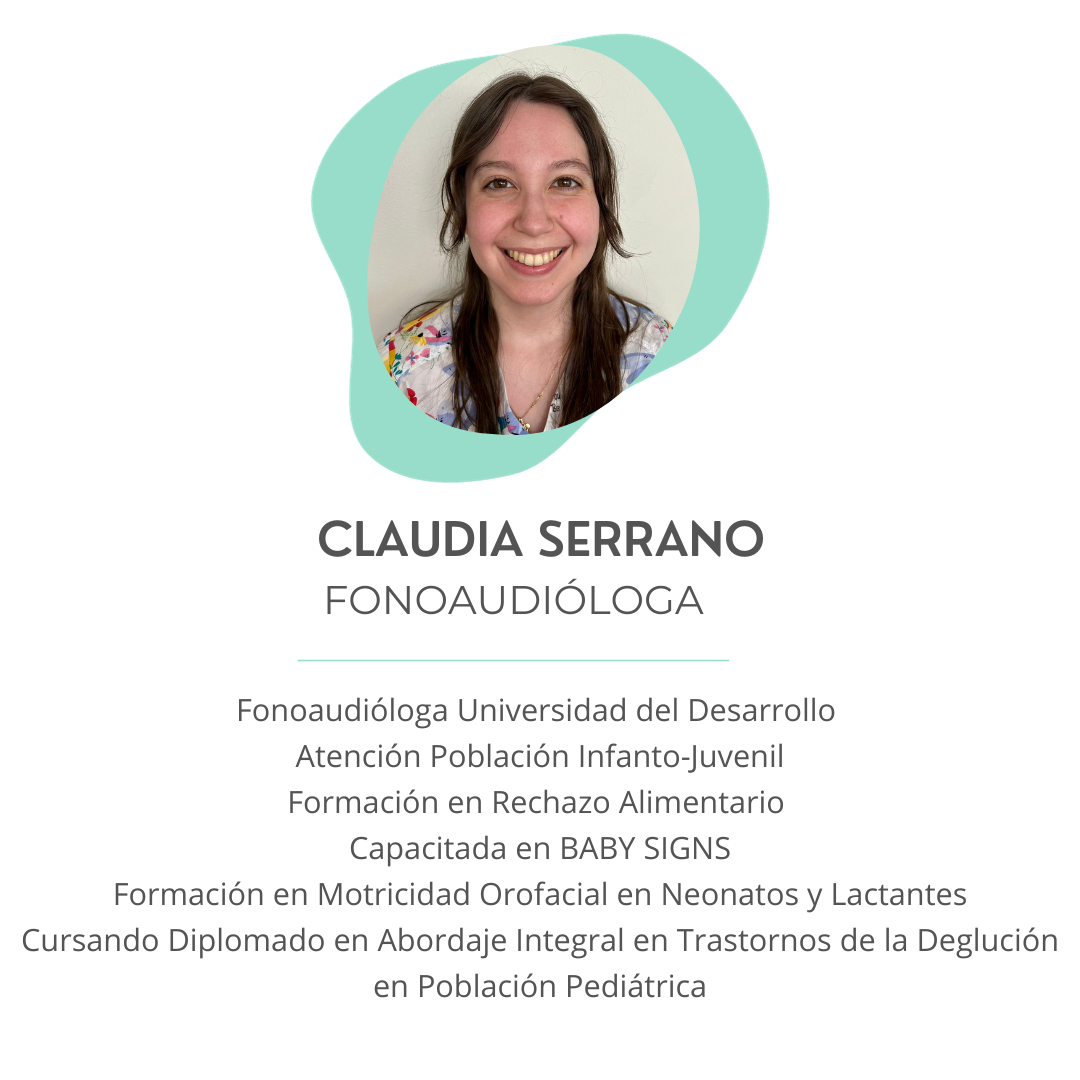 CLAUDIA SERRANO
FONOAUDIÓLOGA
Fonoaudióloga Universidad del Desarrollo
Atención Población Infanto-Juvenil
Formación en Rechazo Alimentario
Capacitada en BABY SIGNS
Formación en Motricidad Orofacial en Neonatos y Lactantes
Cursando Diplomado en Abordaje Integral en Trastornos de la Deglución
en Población Pediátrica